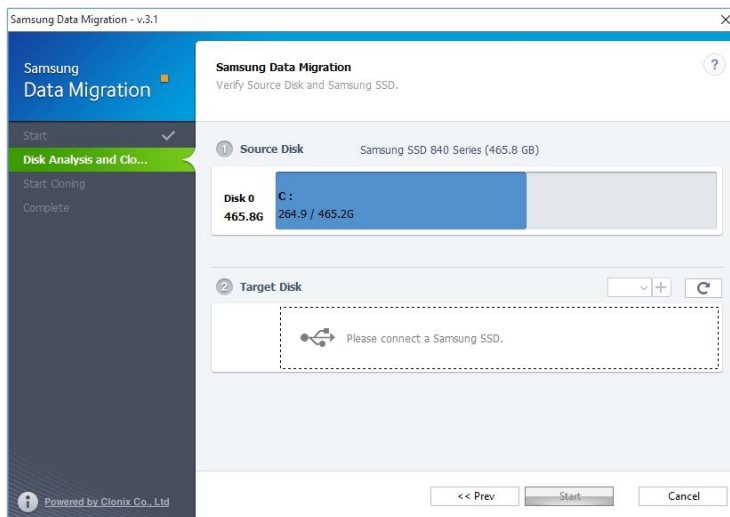 Samsung Data Migration - v.3.1
Samsung
Data Migration
Start
Disk Analysis and Clo...
Start Cloning
Complete
Powered by Clonix Co., Ltd
Samsung Data Migration
Verify Source Disk and Samsung SSD.
?
1 Source Disk Samsung SSD 840 Series (465.8 GB)
Disk 0
465.8G
C :
264.9 / 465.2G
2 Target Disk
Please connect a Samsung SSD.
<< Prev Start Cancel